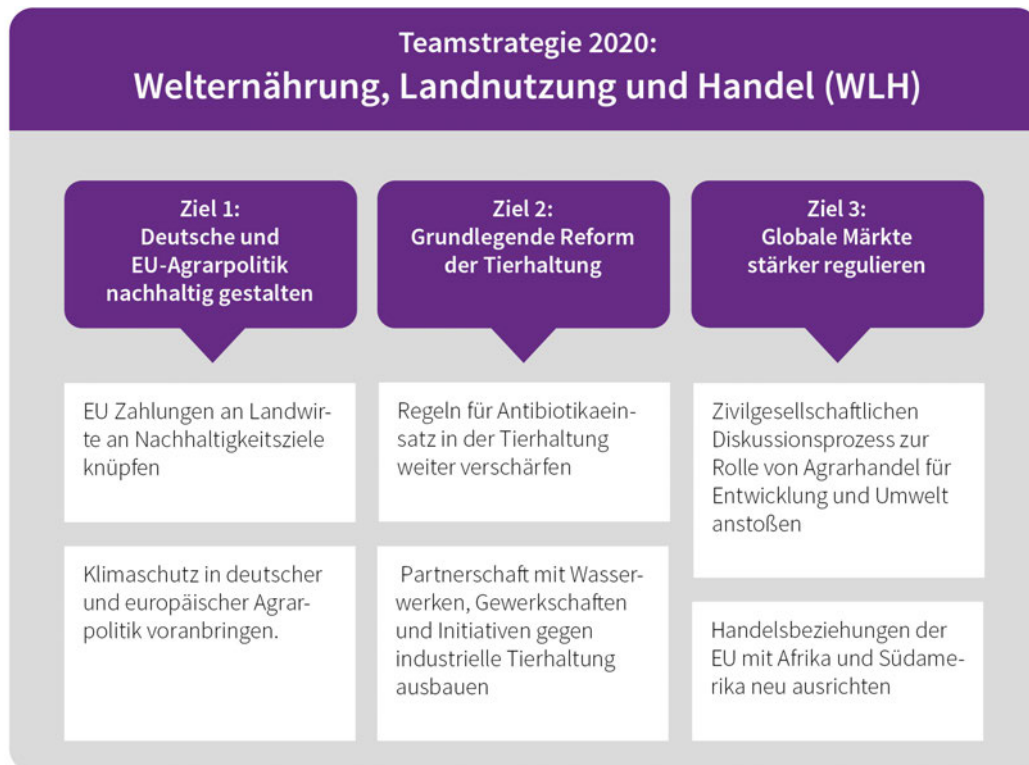 Teamstrategie 2020:
Welternährung, Landnutzung und Handel (WLH)
Ziel 1:
Deutsche und
EU-Agrarpolitik
nachhaltig gestalten
EU Zahlungen an Landwir-
te an Nachhaltigkeitsziele
knüpfen
Klimaschutz in deutscher
und europäischer Agrar-
politik voranbringen.
Ziel 2:
Grundlegende Reform
der Tierhaltung
Regeln für Antibiotikaein-
satz in der Tierhaltung
weiter verschärfen
Partnerschaft mit Wasser-
werken, Gewerkschaften
und Initiativen gegen
industrielle Tierhaltung
ausbauen
Ziel 3:
Globale Märkte
stärker regulieren
Zivilgesellschaftlichen
Diskussionsprozess zur
Rolle von Agrarhandel für
Entwicklung und Umwelt
anstoßen
Handelsbeziehungen der
EU mit Afrika und Südame-
rika neu ausrichten